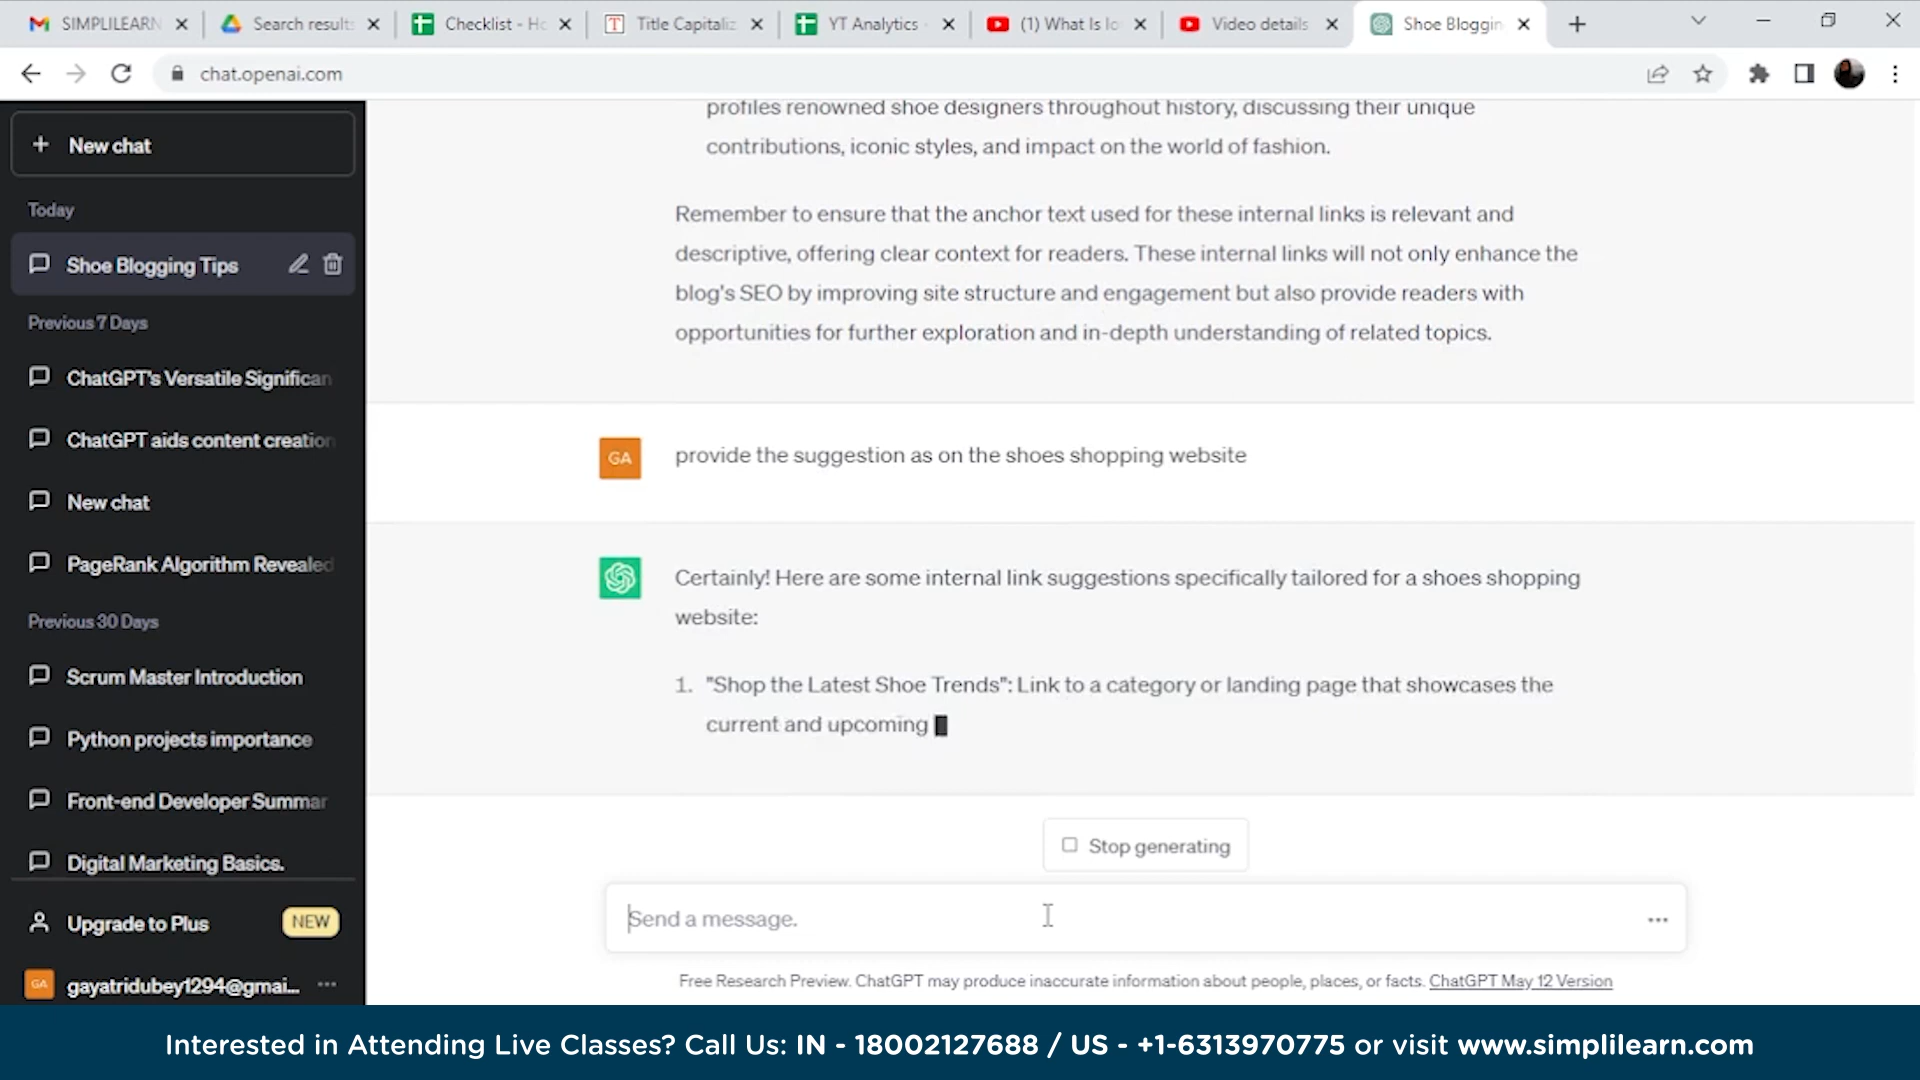 SIMPLILEARN
Search results
Checklist - Ho
Title Capitaliz
YT Analytics
(1) What Is Io
Video details
Shoe Bloggin
chat.openai.com
New chat
Today
Shoe Blogging Tips
Previous 7 Days
ChatGPT's Versatile Significan
ChatGPT aids content creation
New chat
PageRank Algorithm Revealed
Previous 30 Days
Scrum Master Introduction
Python projects importance
Front-end Developer Summar
Digital Marketing Basics.
Upgrade to Plus NEW
GA gayatridubey1294@gmai...
profiles renowned shoe designers throughout history, discussing their unique
contributions, iconic styles, and impact on the world of fashion.
Remember to ensure that the anchor text used for these internal links is relevant and
descriptive, offering clear context for readers. These internal links will not only enhance the
blog's SEO by improving site structure and engagement but also provide readers with
opportunities for further exploration and in-depth understanding of related topics.
GA provide the suggestion as on the shoes shopping website
Certainly! Here are some internal link suggestions specifically tailored for a shoes shopping
website:
1. "Shop the Latest Shoe Trends": Link to a category or landing page that showcases the
current and upcoming
Stop generating
Send a message.
Free Research Preview. ChatGPT may produce inaccurate information about people, places, or facts. ChatGPT May 12 Version
Interested in Attending Live Classes? Call Us: IN - 18002127688 / US - +1-6313970775 or visit www.simplilearn.com